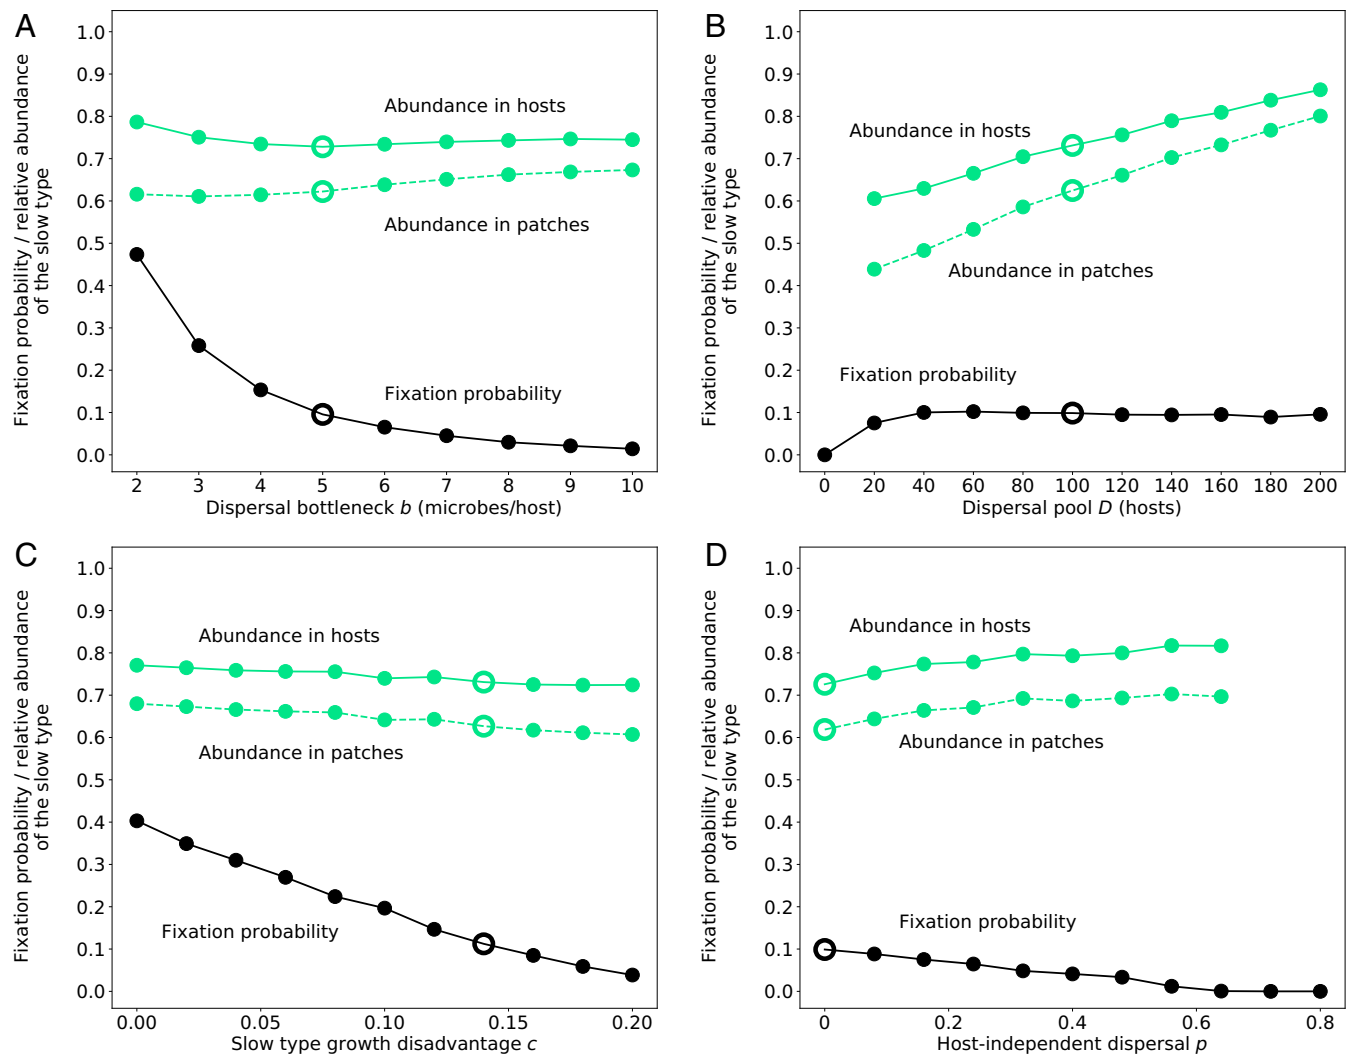 A
Fixation probability / relative abundance
of the slow type
1.0
0.9
0.8
0.7
0.6
0.5
0.4
0.3
0.2
0.1
0.0
Abundance in hosts
Abundance in patches
Fixation probability
2 3 4 5 6 7 8 9 10
Dispersal bottleneck b (microbes/host)
B
Fixation probability / relative abundance
of the slow type
1.0
0.9
0.8
0.7
0.6
0.5
0.4
0.3
0.2
0.1
0.0
Abundance in hosts
Abundance in patches
Fixation probability
0 20 40 60 80 100 120 140 160 180 200
Dispersal pool D (hosts)
C
Fixation probability / relative abundance
of the slow type
1.0
0.9
0.8
0.7
0.6
0.5
0.4
0.3
0.2
0.1
0.0
Abundance in hosts
Abundance in patches
Fixation probability
0.00 0.05 0.10 0.15 0.20
Slow type growth disadvantage c
D
Fixation probability / relative abundance
of the slow type
1.0
0.9
0.8
0.7
0.6
0.5
0.4
0.3
0.2
0.1
0.0
Abundance in hosts
Abundance in patches
Fixation probability
0 0.2 0.4 0.6 0.8
Host-independent dispersal p